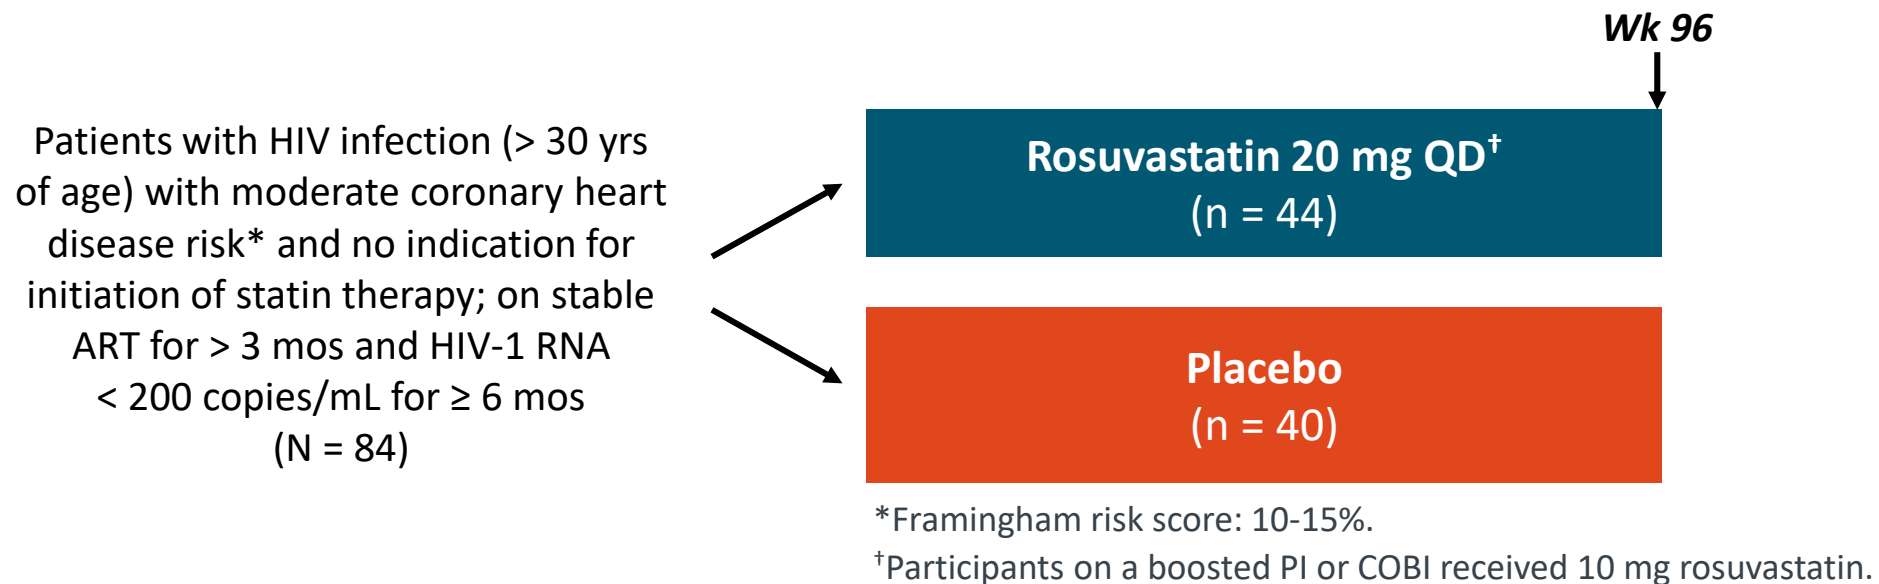 Wk 96
Patients with HIV infection (> 30 yrs
of age) with moderate coronary heart
disease risk* and no indication for
initiation of statin therapy; on stable
ART for > 3 mos and HIV-1 RNA
< 200 copies/mL for ≥ 6 mos
(N = 84)
Rosuvastatin 20 mg QD†
(n = 44)
Placebo
(n = 40)
*Framingham risk score: 10-15%.
†Participants on a boosted PI or COBI received 10 mg rosuvastatin.